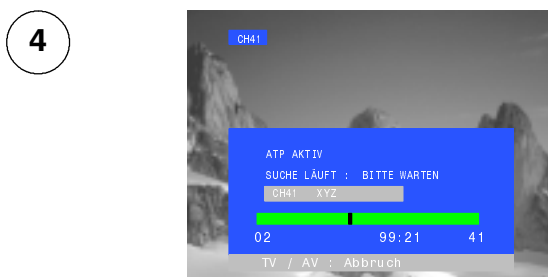 4
CH41
ATP AKTIV
SUCHE LÄUFT : BITTE WARTEN
CH41 XYZ
02 99:21 41
TV / AV : Abbruch